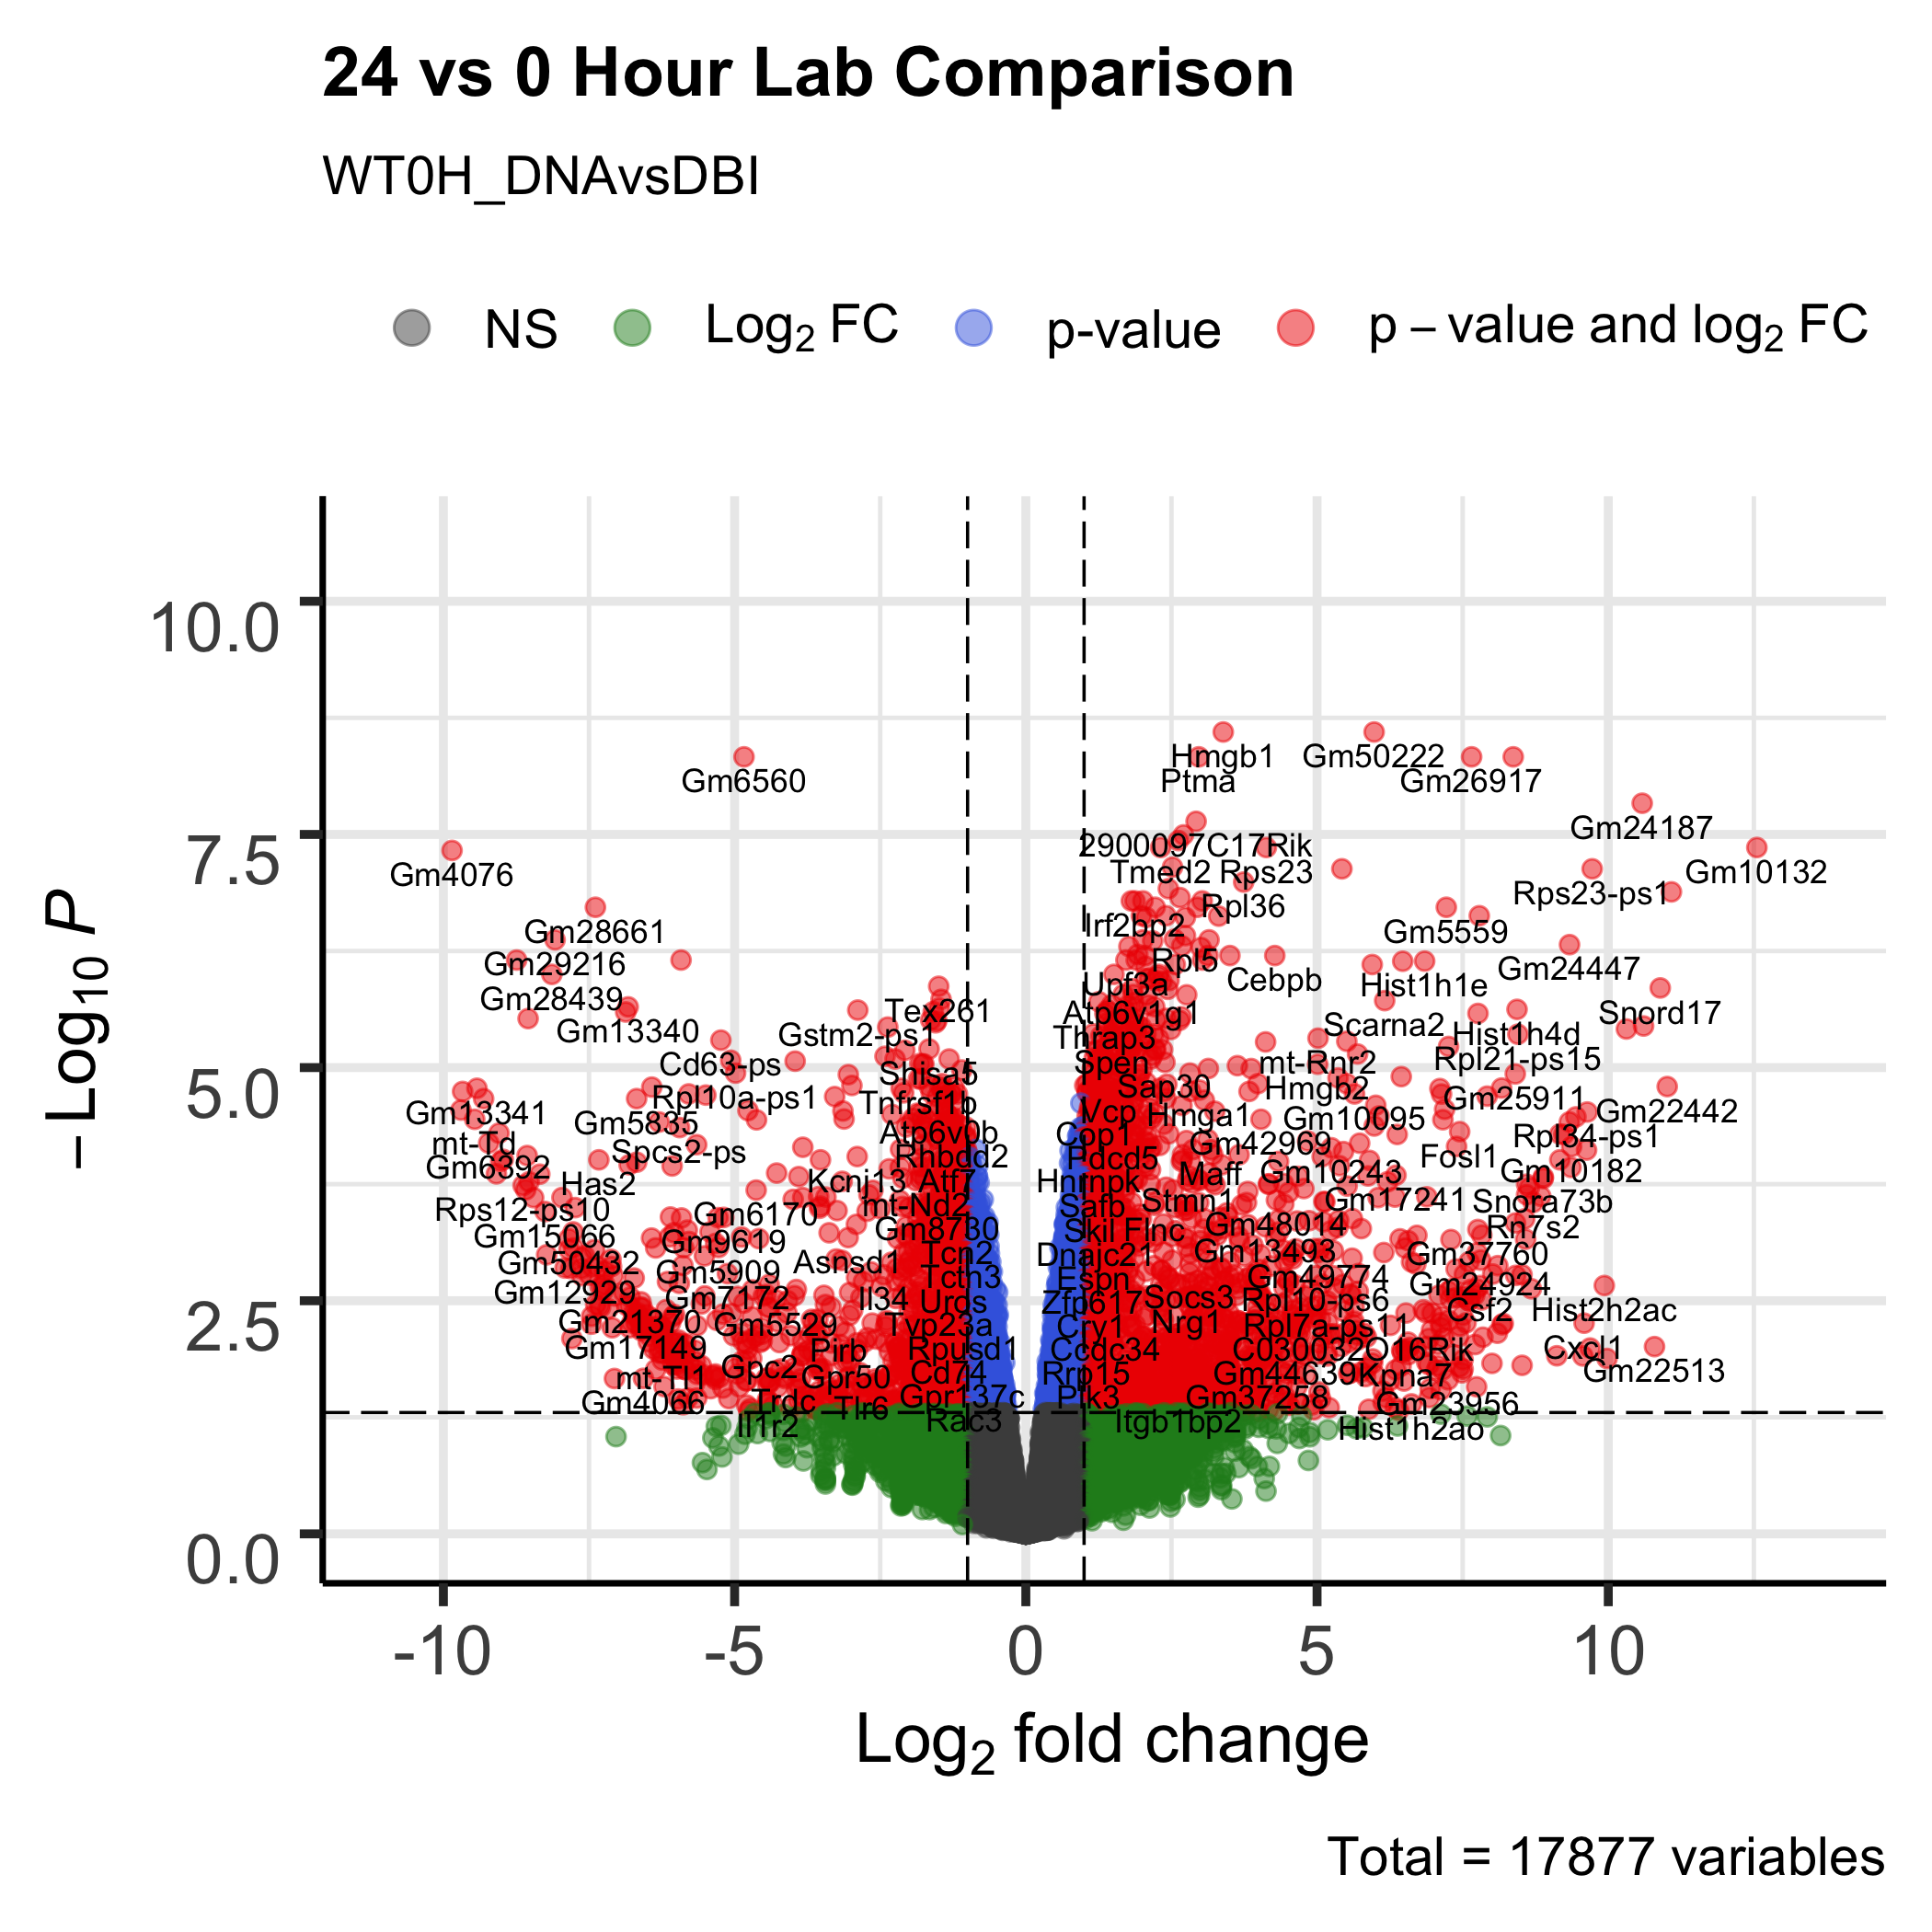 24 vs 0 Hour Lab Comparison
WT0H_DNAvsDBI
NS Log2 FC p-value p – value and log2 FC
– Log10 P
10.0
7.5
5.0
2.5
0.0
Hmgb1 Gm50222
Gm6560 Ptma Gm26917
Gm24187
2900097C17Rik
Gm4076 Tmed2 Rps23 Gm10132
Rps23-ps1
Rpl36
Gm28661 Irf2bp2 Gm5559
Gm29216 Rpl5 Gm24447
Cebpb
Gm28439 Upf3a Hist1h1e
Tex261 Atp6v1g1 Snord17
Gm13340 Gstm2-ps1 Thrap3 Scarna2 Hist1h4d
Cd63-ps Spen mt-Rnr2 Rpl21-ps15
Shisa5 Sap30 Hmgb2
Rpl10a-ps1 Tnfrsf1b Gm25911
Gm13341 Vcp Hmga1 Gm10095 Gm22442
Gm5835 Atp6v0b Cop1 Rpl34-ps1
mt-Td Spcs2-ps Rhbdd2 Pdcd5 Gm42969 Fosl1
Gm6392 Maff Gm10243 Gm10182
Has2 Kcnj13 Atf7 Hnrnpk
Rps12-ps10 Gm6170 mt-Nd2 Safb Stmn1 Gm17241 Snora73b
Gm15066 Gm9619 Gm8730 Skil Flnc Gm48014 Rn7s2
Gm50432 Asnsd1 Tcn2 Dnajc21 Gm13493 Gm37760
Gm5909 Tctn3 Espn Gm49774
Gm12929 Gm7172 Il34 Uros Zfp617 Socs3 Rpl10-ps6 Gm24924
Gm21370 Gm5529 Tvp23a Cry1 Nrg1 Rpl7a-ps11 Csf2 Hist2h2ac
Gm17149 Pirb Rpusd1 Ccdc34 C030032O16Rik Cxcl1
mt-Tl1 Gpc2 Gpr50 Cd74 Rrp15 Gm44639 Kpna7 Gm22513
Gm4066 Trdc Tlr6 Gpr137c Plk3 Gm37258 Gm23956
Il1r2 Rac3 Itgb1bp2 Hist1h2ao
-10 -5 0 5 10
Log2 fold change
Total = 17877 variables